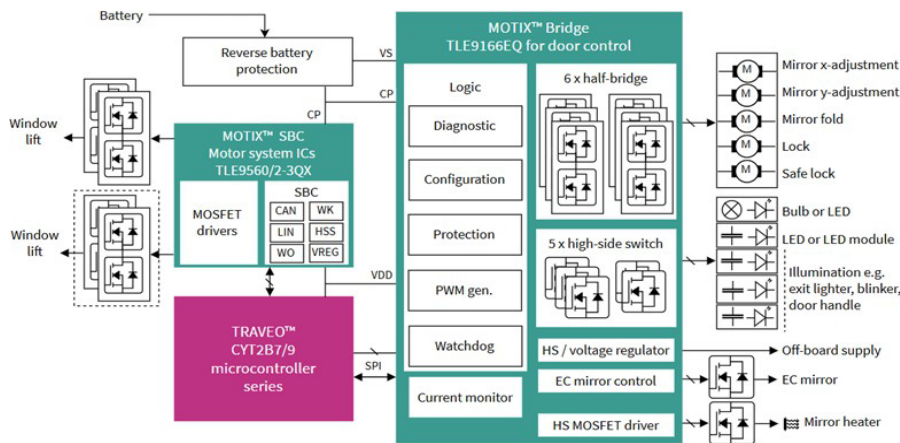 Battery
Reverse battery
protection
VS
CP
CP
Window
lift
MOTIX™ SBC
Motor system ICs
TLE9560/2-3QX
MOSFET
drivers
SBC
CAN
WK
LIN
HSS
WO
VREG
Window
lift
VDD
TRAVEO™
CYT2B7/9
microcontroller
series
SPI
MOTIX™ Bridge
TLE9166EQ for door control
Logic
Diagnostic
Configuration
Protection
PWM gen.
Watchdog
Current monitor
6 x half-bridge
5 x high-side switch
HS / voltage regulator
EC mirror control
HS MOSFET driver
M
Mirror x-adjustment
M
Mirror y-adjustment
M
Mirror fold
M
Lock
M
Safe lock
Bulb or LED
LED or LED module
Illumination e.g.
exit lighter, blinker,
door handle
Off-board supply
EC mirror
Mirror heater